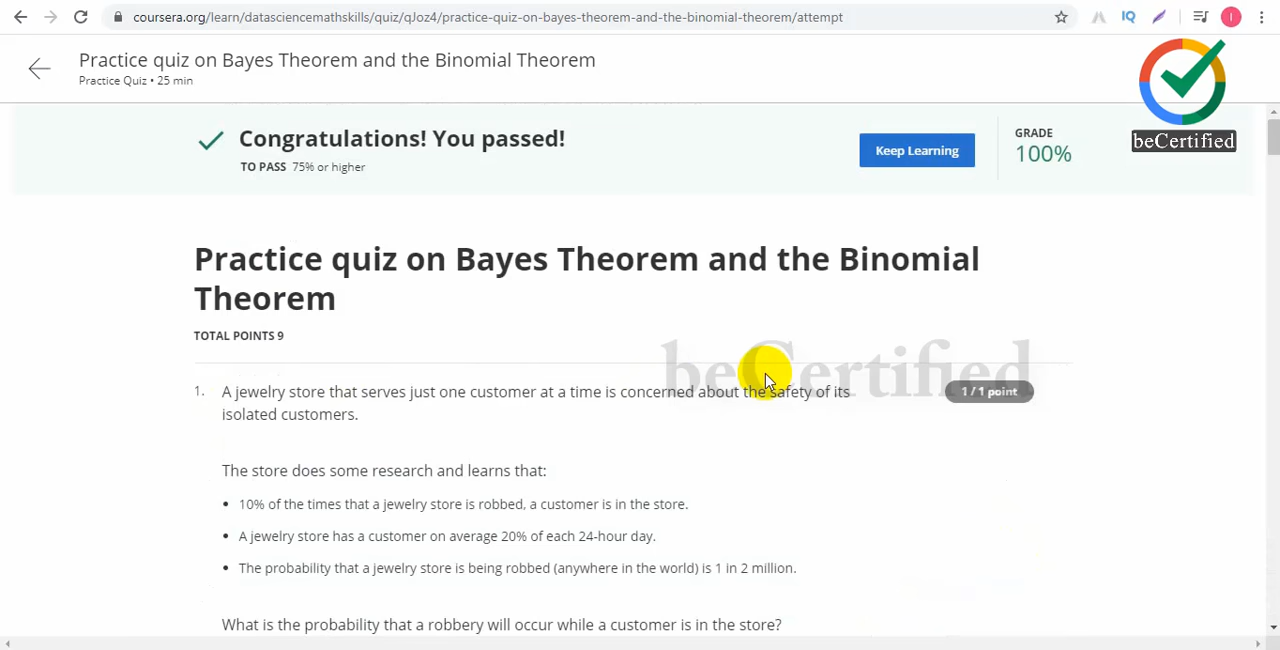 coursera.org/learn/datasciencemathskills/quiz/qJoz4/practice-quiz-on-bayes-theorem-and-the-binomial-theorem/attempt
IQ
I
Practice quiz on Bayes Theorem and the Binomial Theorem
Practice Quiz • 25 min
beCertified
Congratulations! You passed!
TO PASS 75% or higher
Keep Learning
GRADE
100%
Practice quiz on Bayes Theorem and the Binomial
Theorem
TOTAL POINTS 9
beCertified
1. A jewelry store that serves just one customer at a time is concerned about the safety of its
isolated customers.
1 / 1 point
The store does some research and learns that:
• 10% of the times that a jewelry store is robbed, a customer is in the store.
• A jewelry store has a customer on average 20% of each 24-hour day.
• The probability that a jewelry store is being robbed (anywhere in the world) is 1 in 2 million.
What is the probability that a robbery will occur while a customer is in the store?